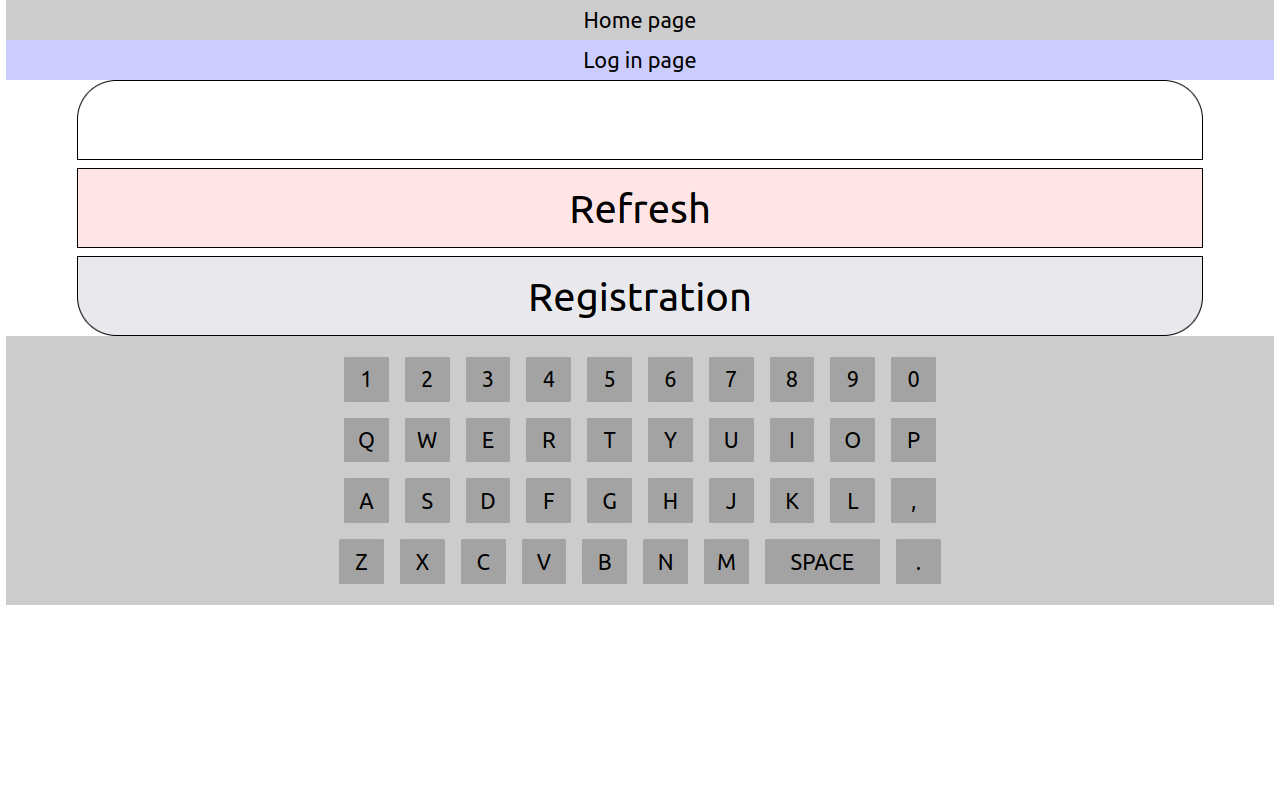 Home page
Log in page
Refresh
Registration
1 2 3 4 5 6 7 8 9 0
Q W E R T Y U I O P
A S D F G H J K L ,
Z X C V B N M SPACE .